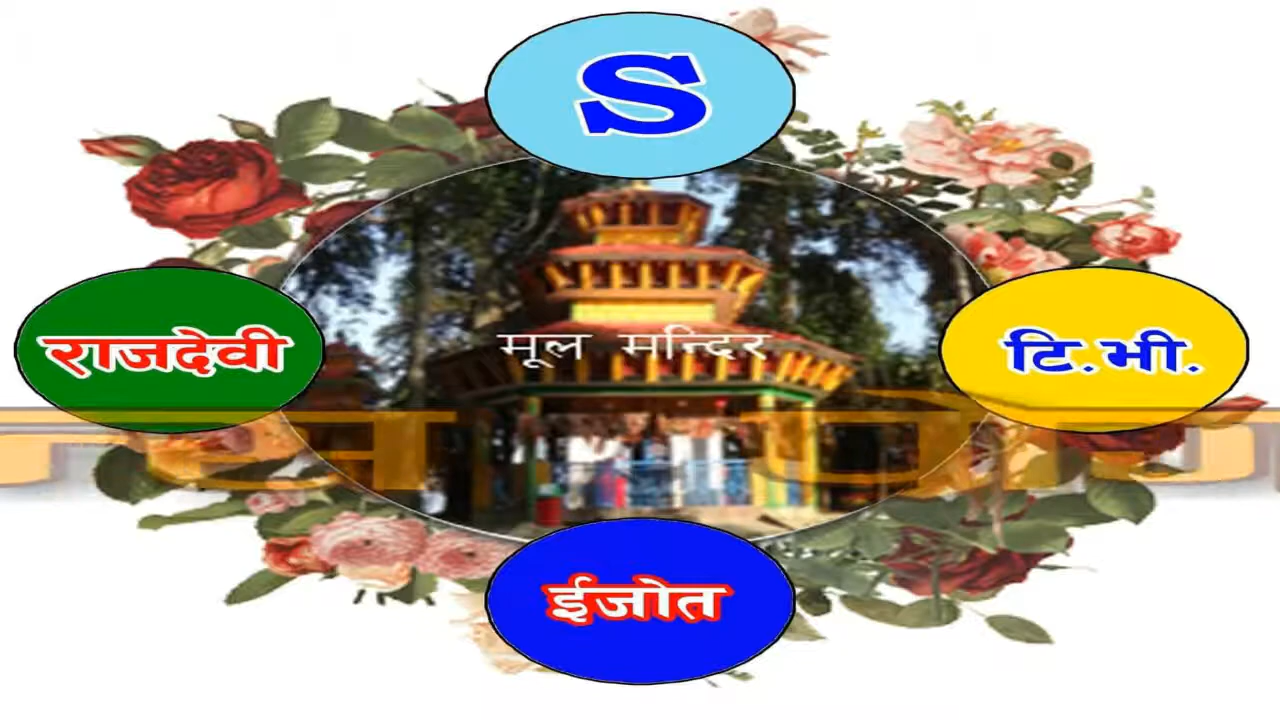 S
राजदेवी
मूल मन्दिर
टि.भी.
ईजोत